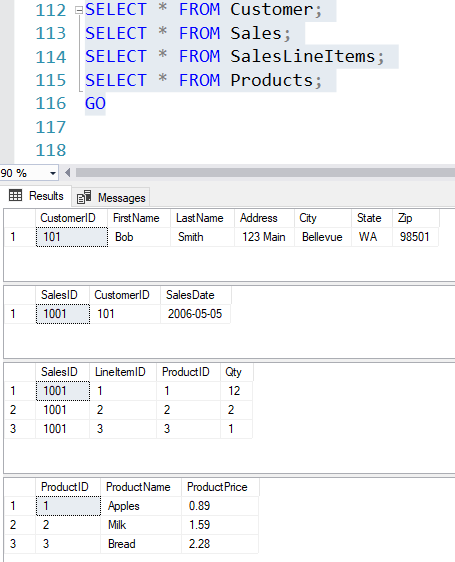 112 SELECT * FROM Customer;
113 SELECT * FROM Sales;
114 SELECT * FROM SalesLineItems;
115 SELECT * FROM Products;
116 GO
117
118
90 %
Results Messages
CustomerID FirstName LastName Address City State Zip
1 101 Bob Smith 123 Main Bellevue WA 98501
SalesID CustomerID SalesDate
1 1001 101 2006-05-05
SalesID LineItemID ProductID Qty
1 1001 1 1 12
2 1001 2 2 2
3 1001 3 3 1
ProductID ProductName ProductPrice
1 1 Apples 0.89
2 2 Milk 1.59
3 3 Bread 2.28